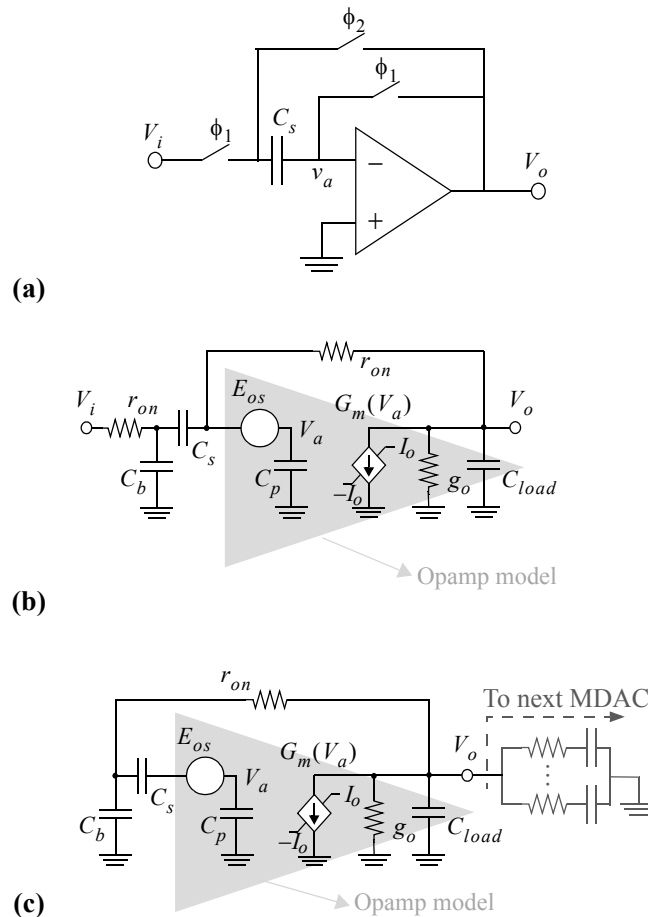 ϕ2
ϕ1
Cs
Vi
ϕ1
va
−
+
Vo
(a)
ron
Eos
Gm(Va)
Vi
ron
Vo
Va
Io
Cs
Cb
Cp
−Io
go
Cload
Opamp model
(b)
ron
To next MDAC
Eos
Gm(Va)
Vo
Va
Io
Cs
Cb
Cp
−Io
go
Cload
Opamp model
(c)